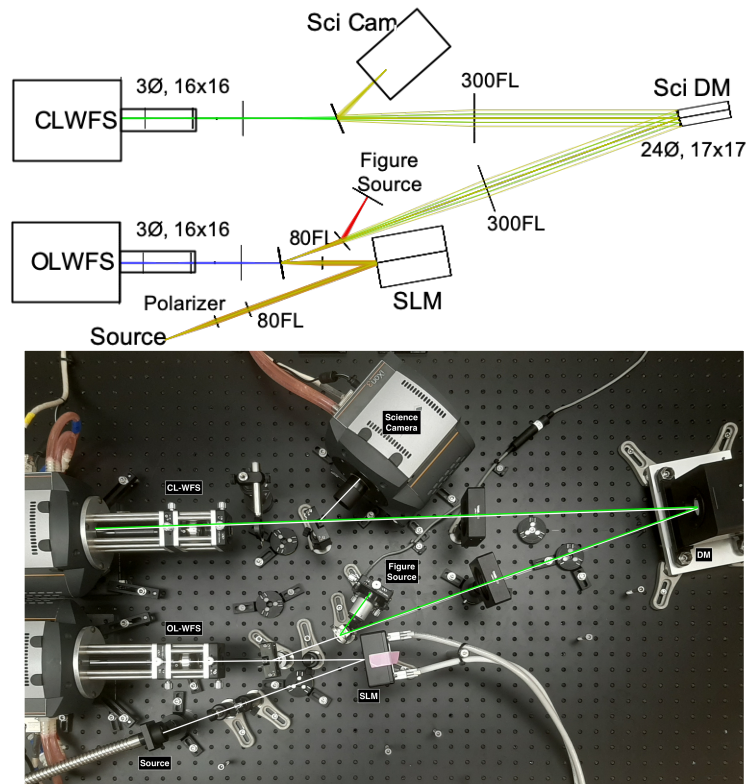 Sci Cam
3Ø, 16x16
300FL
Sci DM
CLWFS
24Ø, 17x17
Figure
Source
300FL
3Ø, 16x16
80FL
OLWFS
Polarizer
SLM
80FL
Source
iXon
Science
Camera
CL-WFS
DM
Figure
Source
OL-WFS
SLM
Source